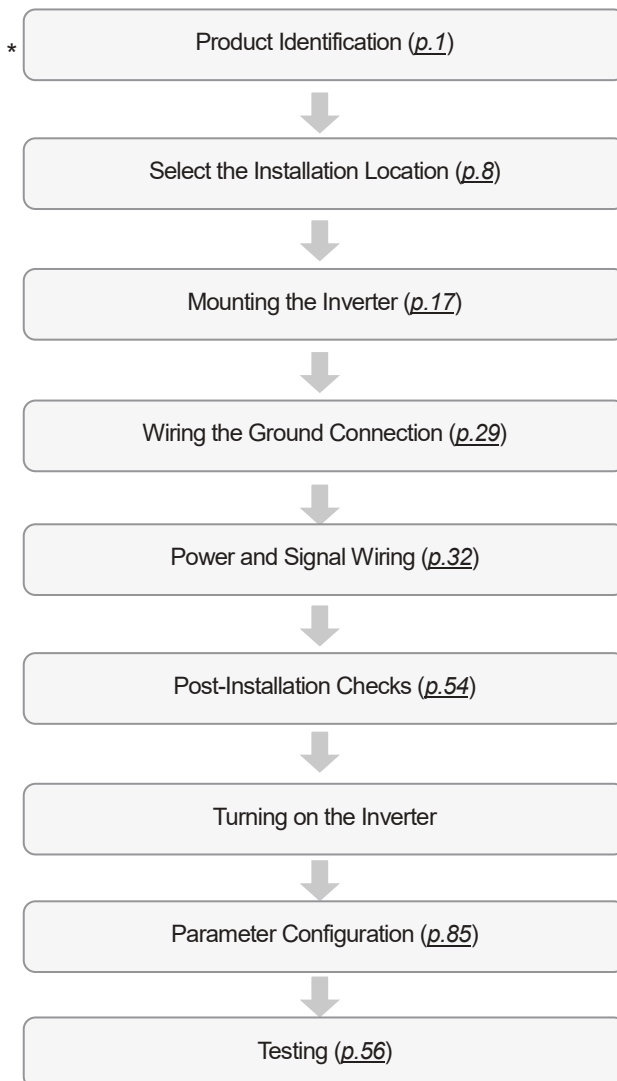 * Product Identification (p.1)
Select the Installation Location (p.8)
Mounting the Inverter (p.17)
Wiring the Ground Connection (p.29)
Power and Signal Wiring (p.32)
Post-Installation Checks (p.54)
Turning on the Inverter
Parameter Configuration (p.85)
Testing (p.56)